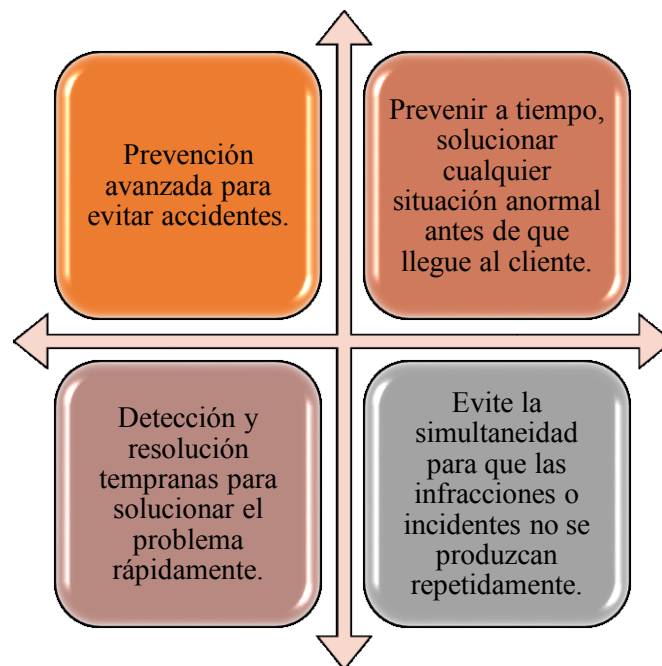 Prevención
avanzada para
evitar accidentes.
Prevenir a tiempo,
solucionar
cualquier
situación anormal
antes de que
llegue al cliente.
Detección y
resolución
tempranas para
solucionar el
problema
rápidamente.
Evite la
simultaneidad
para que las
infracciones o
incidentes no se
produzcan
repetidamente.